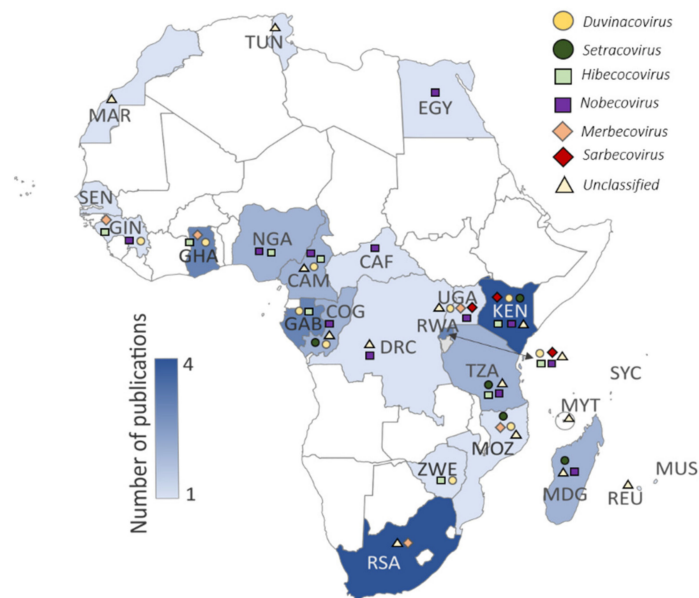 TUN
MAR
EGY
SEN
GIN
GHA
NGA
CAM
CAF
GAB
COG
DRC
UGA
RWA
KEN
TZA
SYC
MYT
MOZ
ZWE
MDG
REU
MUS
RSA
Duvinacovirus
Setracovirus
Hibecocovirus
Nobecovirus
Merbecovirus
Sarbecovirus
Unclassified
Number of publications
4
1